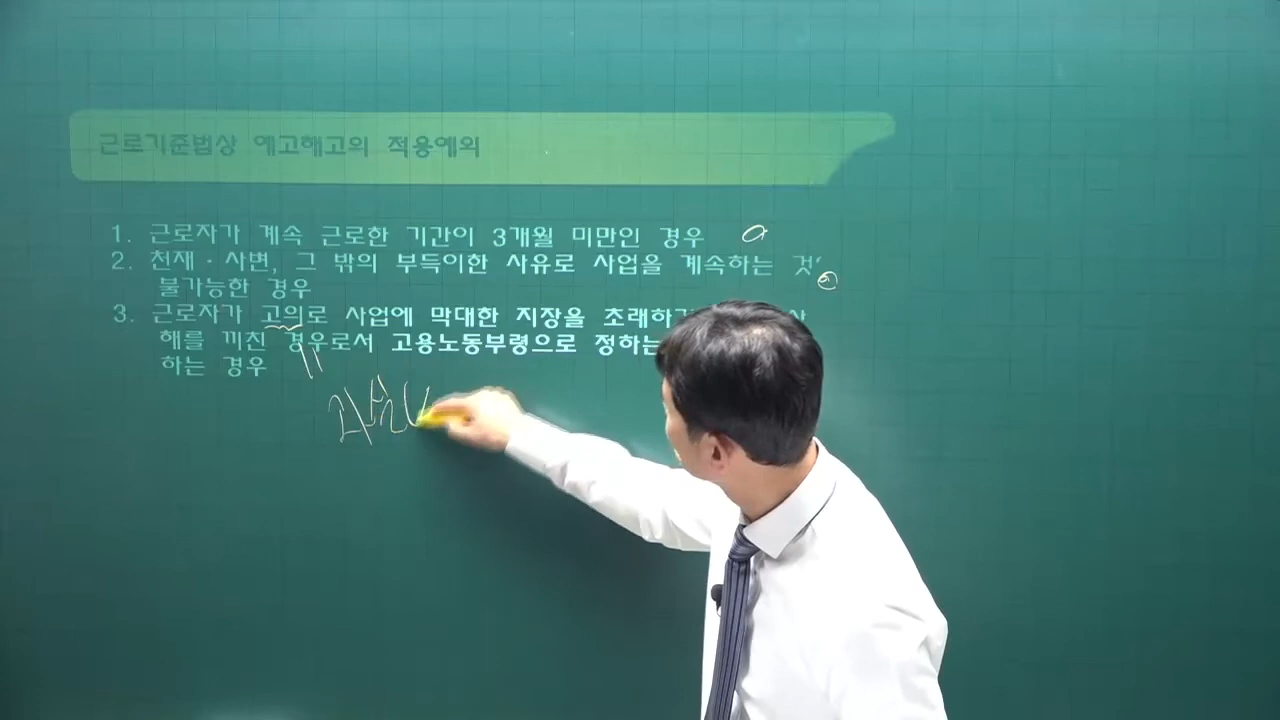 근로기준법상 예고해고의 적용예외
1. 근로자가 계속 근로한 기간이 3개월 미만인 경우
2. 천재·사변, 그 밖의 부득이한 사유로 사업을 계속하는 것
불가능한 경우
3. 근로자가 고의로 사업에 막대한 지장을 초래하
해를 끼친 경우로서 고용노동부령으로 정하는
하는 경우
과실